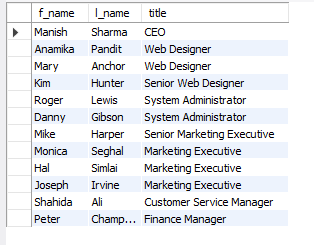 f_name l_name title
Manish Sharma CEO
Anamika Pandit Web Designer
Mary Anchor Web Designer
Kim Hunter Senior Web Designer
Roger Lewis System Administrator
Danny Gibson System Administrator
Mike Harper Senior Marketing Executive
Monica Seghal Marketing Executive
Hal Simlai Marketing Executive
Joseph Irvine Marketing Executive
Shahida Ali Customer Service Manager
Peter Champ... Finance Manager